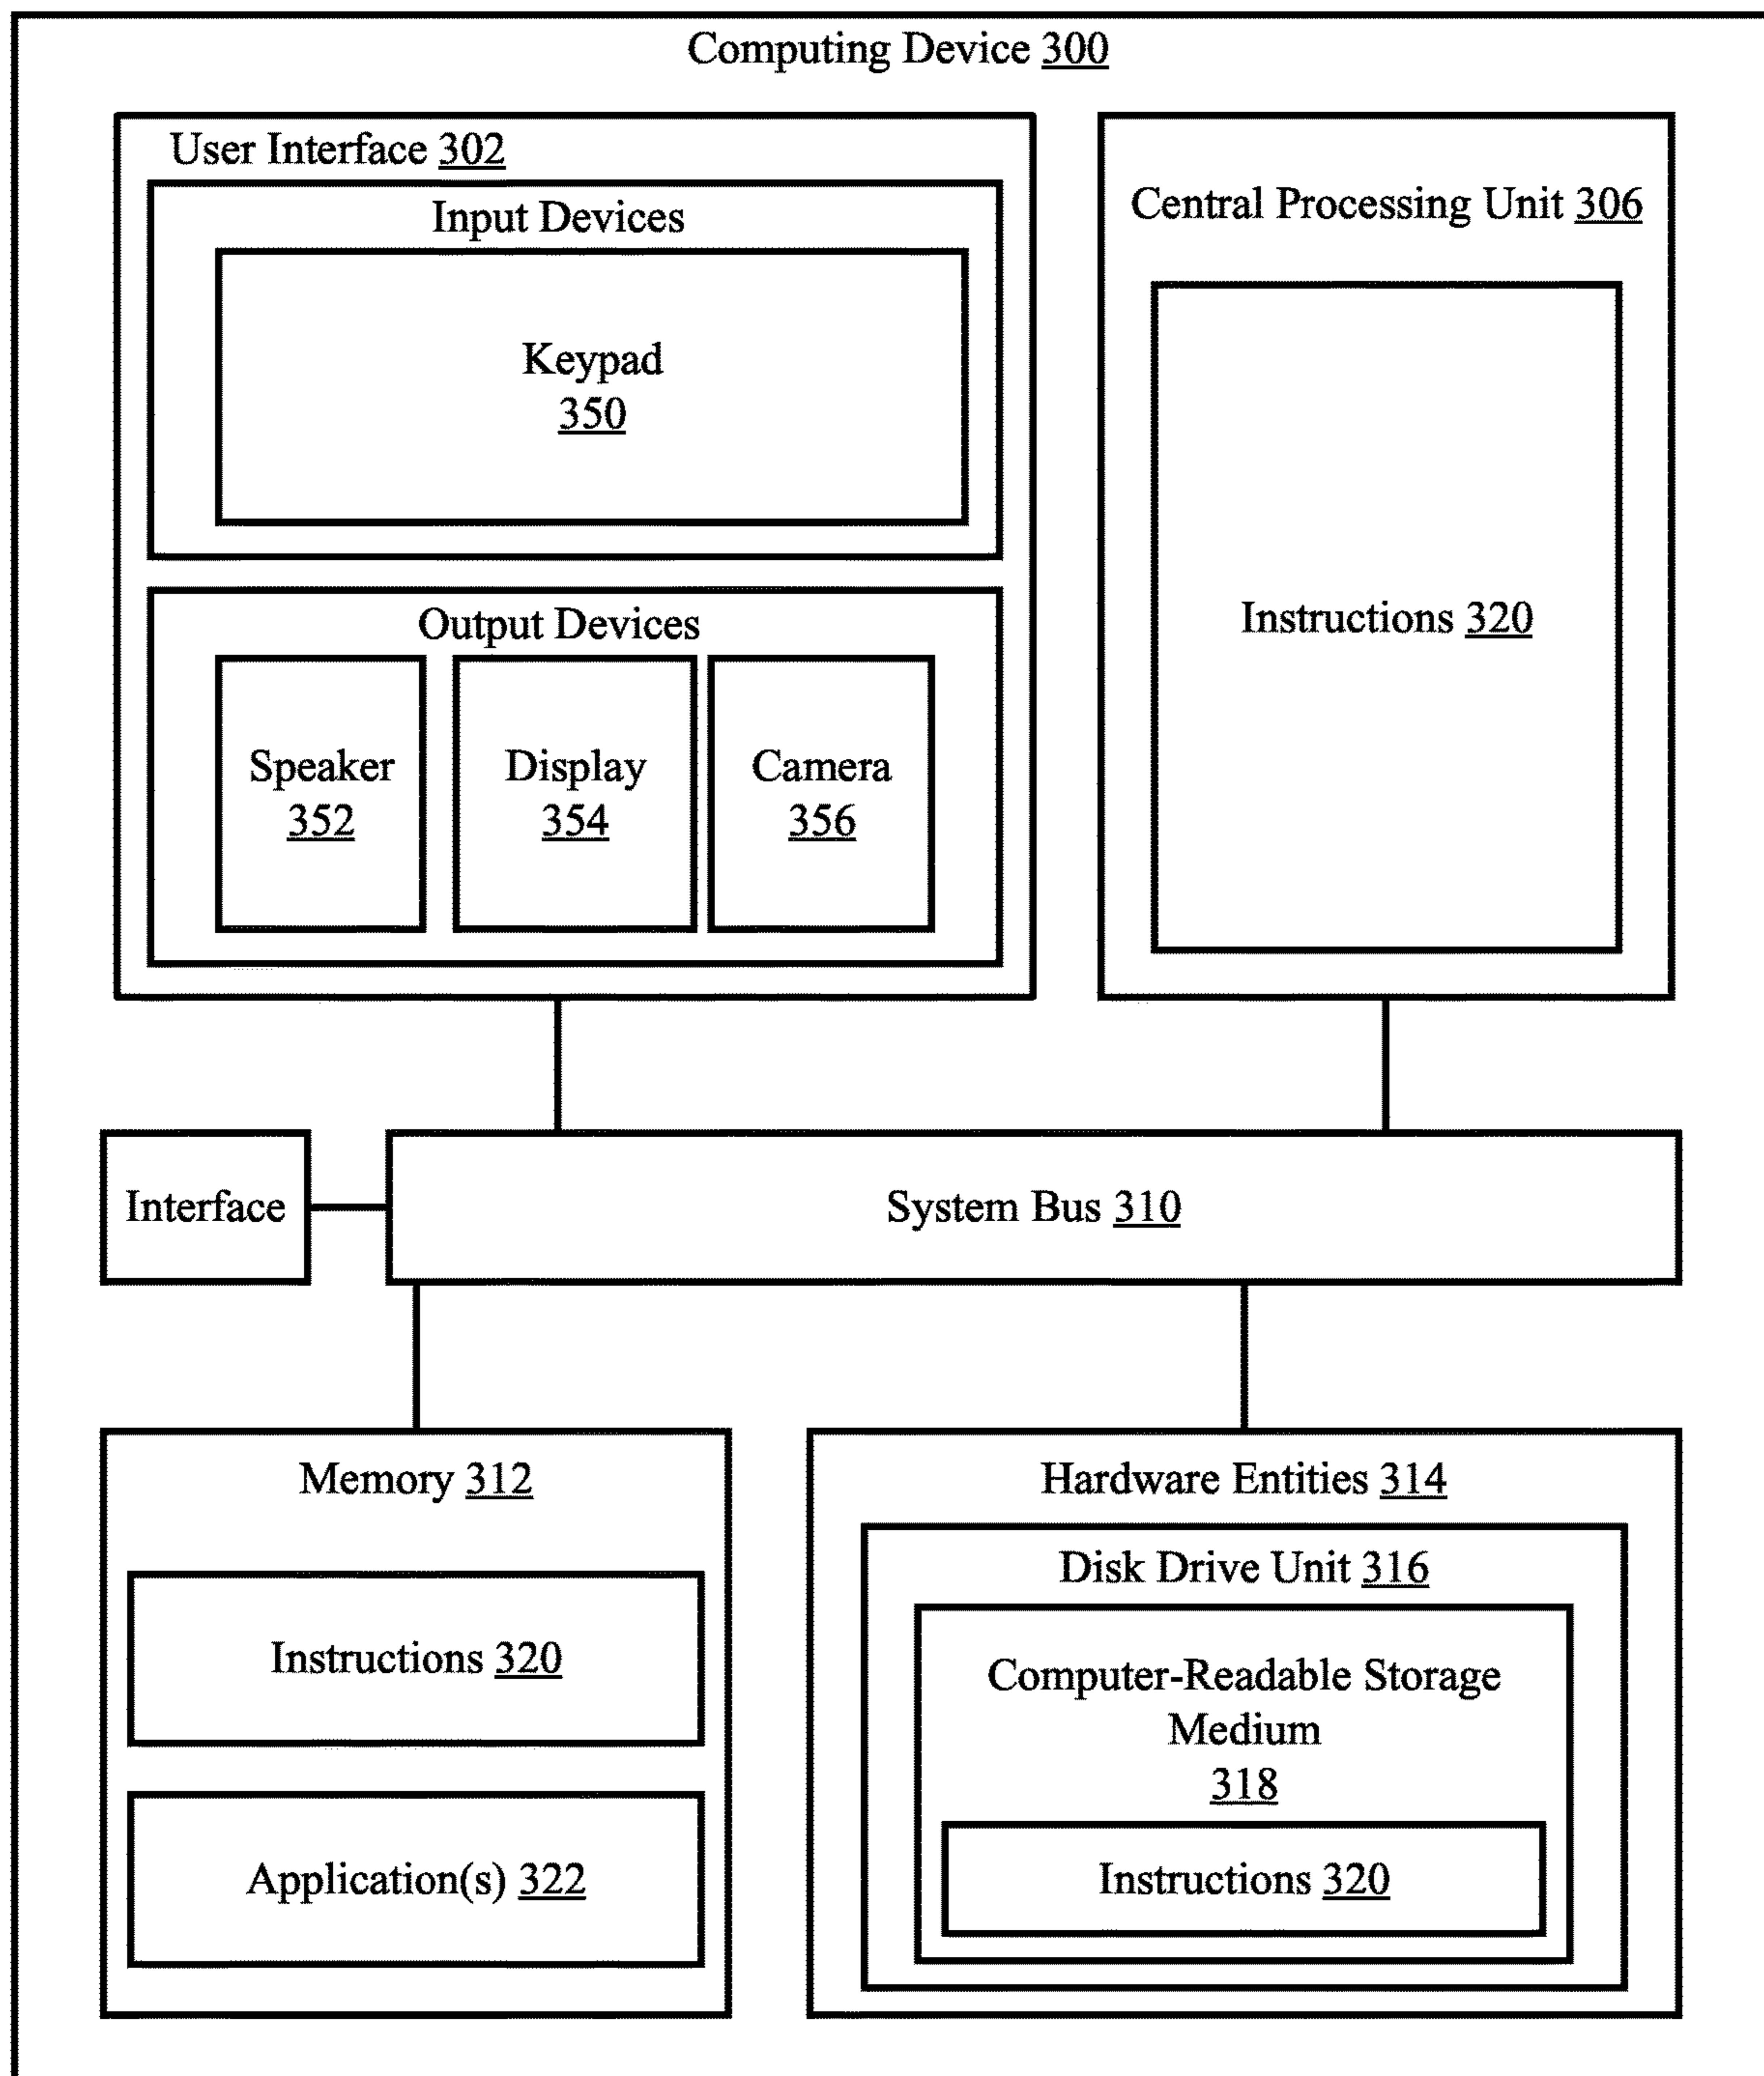 Computing Device 300
User Interface 302
Input Devices
Keypad
350
Output Devices
Speaker
352
Display
354
Camera
356
Central Processing Unit 306
Instructions 320
Interface
System Bus 310
Memory 312
Instructions 320
Application(s) 322
Hardware Entities 314
Disk Drive Unit 316
Computer-Readable Storage
Medium
318
Instructions 320